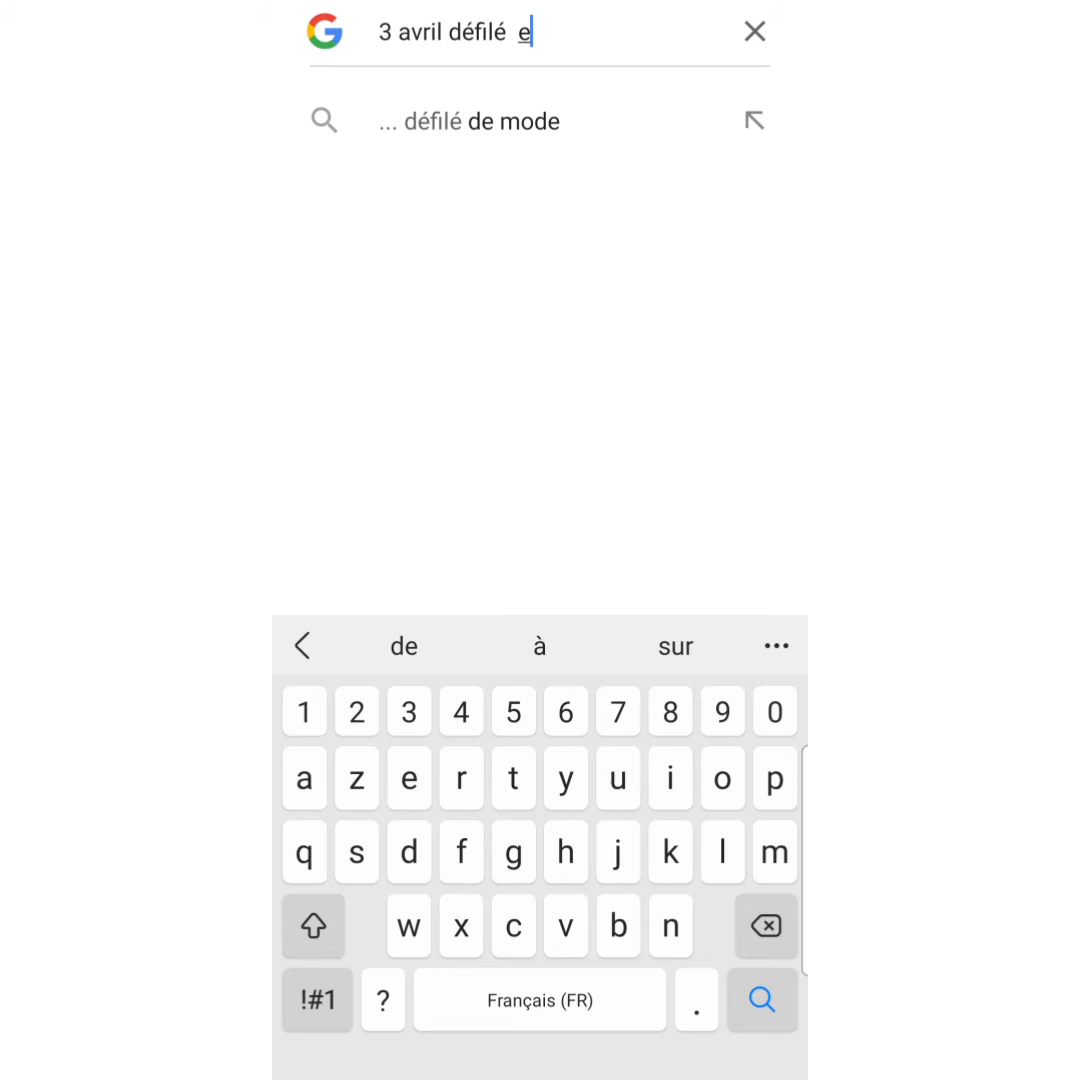 3 avril défilé  e
... défilé de mode
de à sur
1 2 3 4 5 6 7 8 9 0
a z e r t y u i o p
q s d f g h j k l m
w x c v b n
!#1 ? Français (FR) .